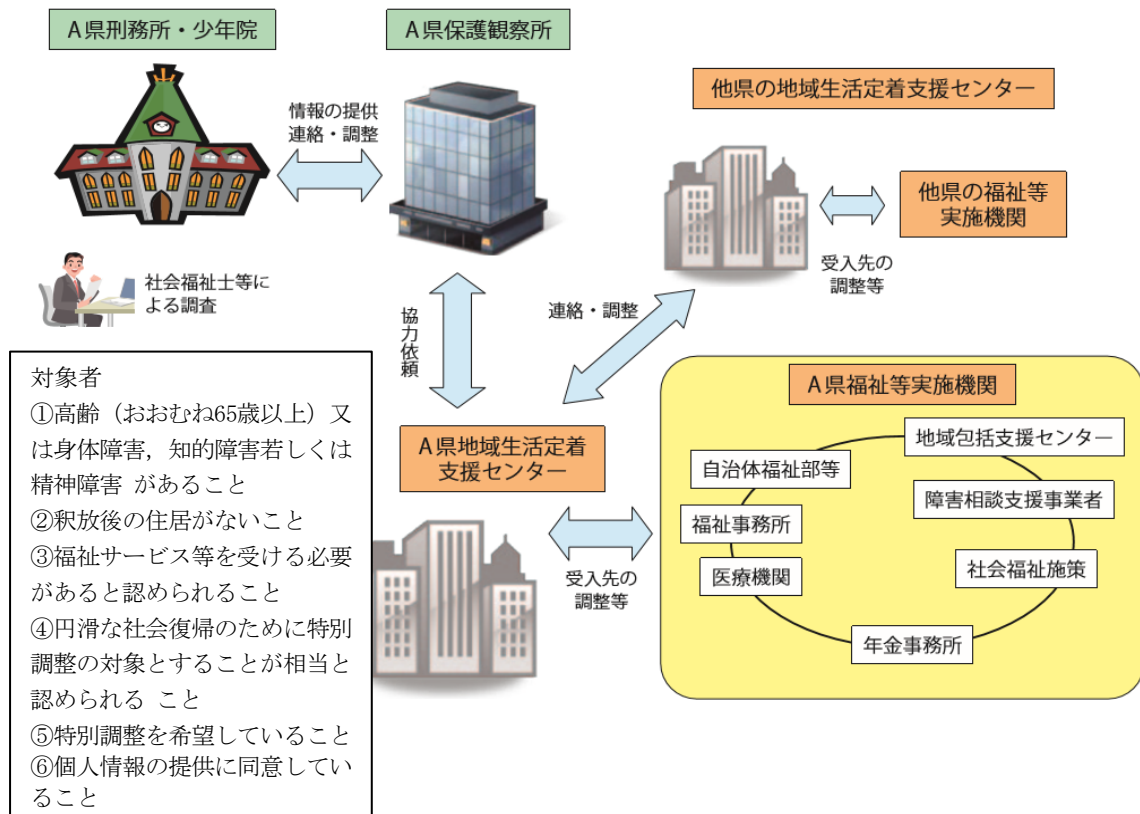 A県刑務所・少年院
A県保護観察所
情報の提供
連絡・調整
他県の地域生活定着支援センター
他県の福祉等
実施機関
受入先の
調整等
社会福祉士等に
よる調査
協力依頼
連絡・調整
対象者
①高齢（おおむね65歳以上）又
は身体障害，知的障害若しくは
精神障害 があること
②釈放後の住居がないこと
③福祉サービス等を受ける必要
があると認められること
④円滑な社会復帰のために特別
調整の対象とすることが相当と
認められる こと
⑤特別調整を希望していること
⑥個人情報の提供に同意してい
ること
A県地域生活定着
支援センター
受入先の
調整等
A県福祉等実施機関
地域包括支援センター
自治体福祉部等
障害相談支援事業者
福祉事務所
社会福祉施策
医療機関
年金事務所